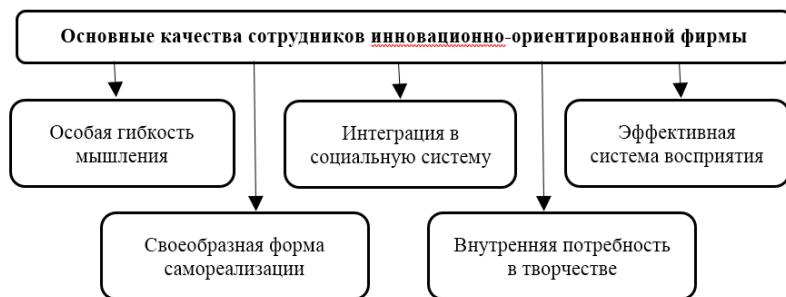 Основные качества сотрудников инновационно-ориентированной фирмы
Особая гибкость
мышления
Интеграция в
социальную систему
Эффективная
система восприятия
Своеобразная форма
самореализации
Внутренняя потребность
в творчестве